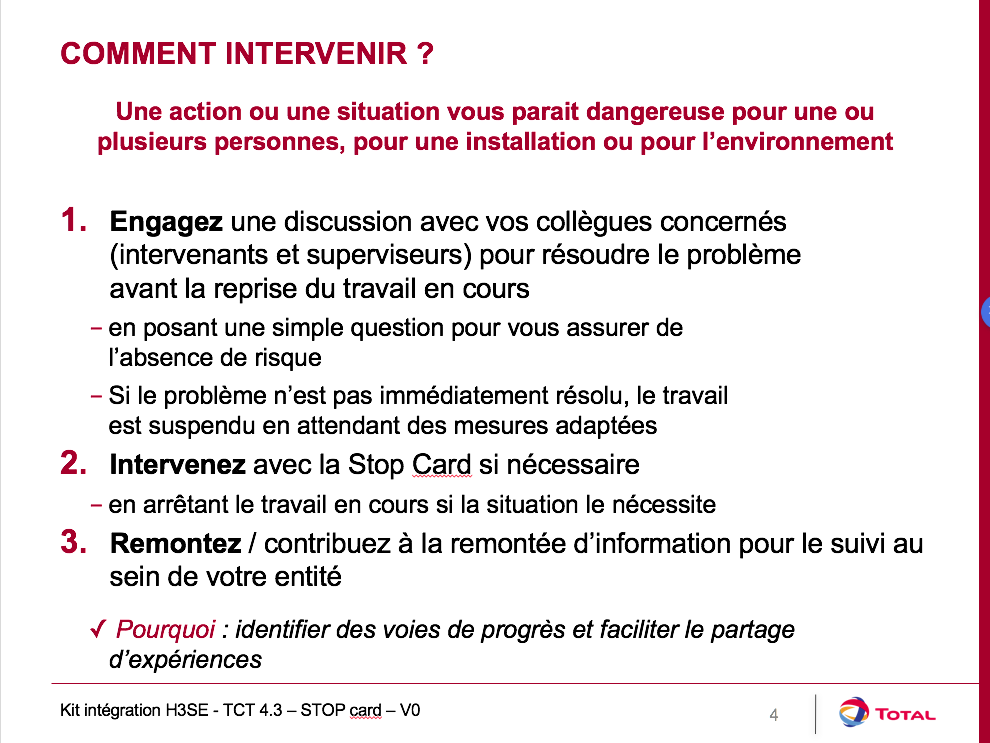 COMMENT INTERVENIR ?
Une action ou une situation vous parait dangereuse pour une ou
plusieurs personnes, pour une installation ou pour l’environnement
1. Engagez une discussion avec vos collègues concernés
(intervenants et superviseurs) pour résoudre le problème
avant la reprise du travail en cours
– en posant une simple question pour vous assurer de
l’absence de risque
– Si le problème n’est pas immédiatement résolu, le travail
est suspendu en attendant des mesures adaptées
2. Intervenez avec la Stop Card si nécessaire
– en arrêtant le travail en cours si la situation le nécessite
3. Remontez / contribuez à la remontée d’information pour le suivi au
sein de votre entité
✓ Pourquoi : identifier des voies de progrès et faciliter le partage
d’expériences
Kit intégration H3SE - TCT 4.3 – STOP card – V0
4
TOTAL